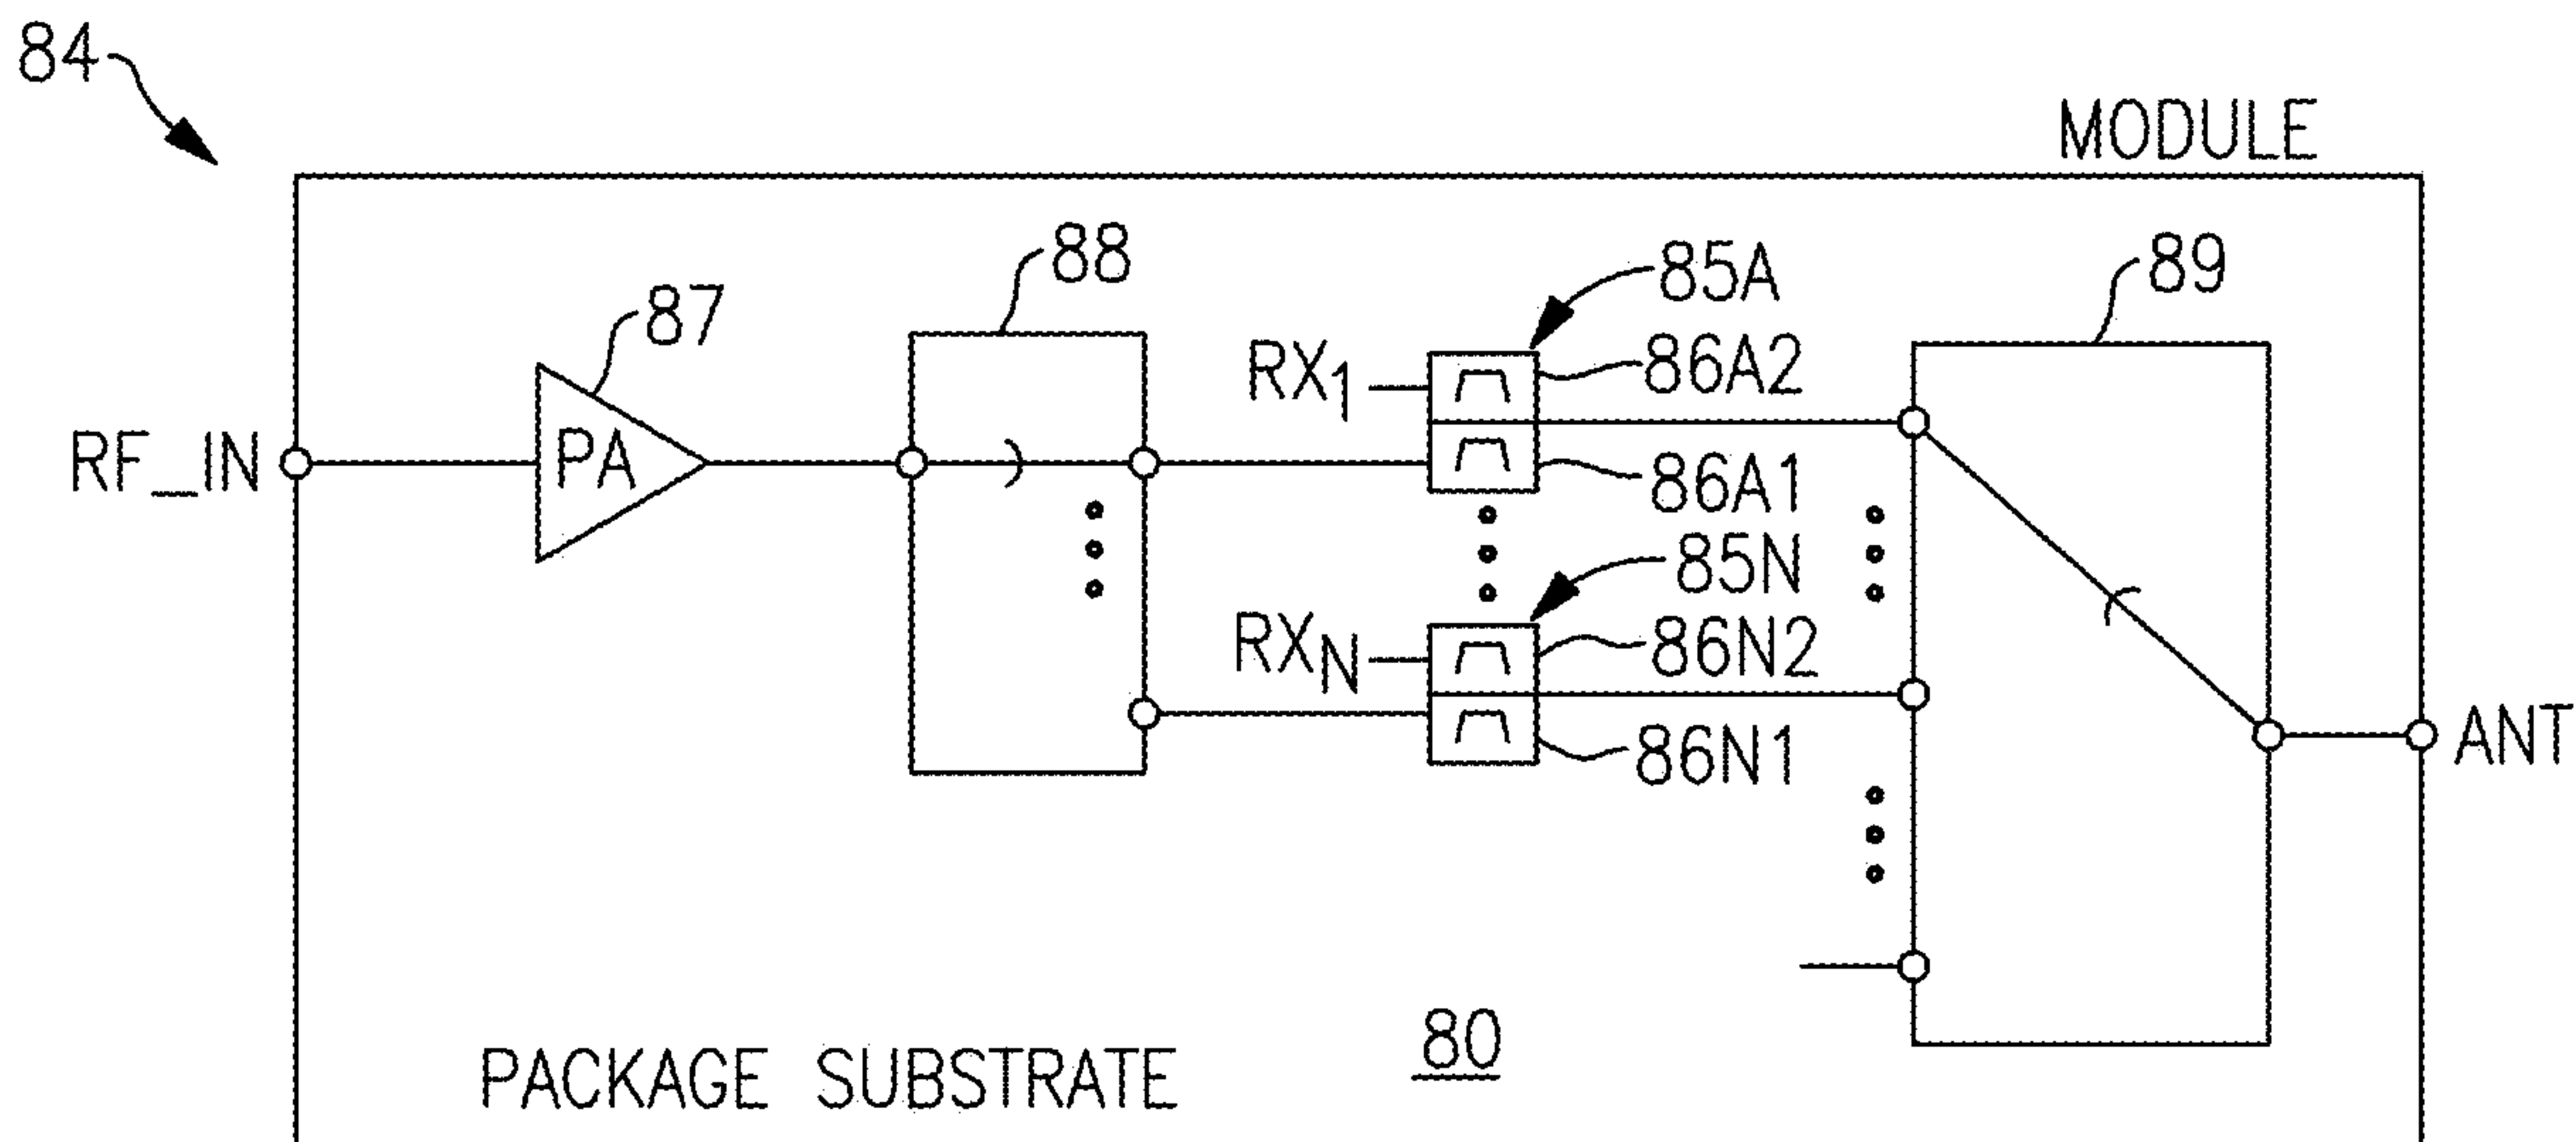 84
MODULE
88
89
85A
87
RX1
86A2
RF_IN
PA
86A1
85N
RXN
86N2
86N1
ANT
80
PACKAGE SUBSTRATE